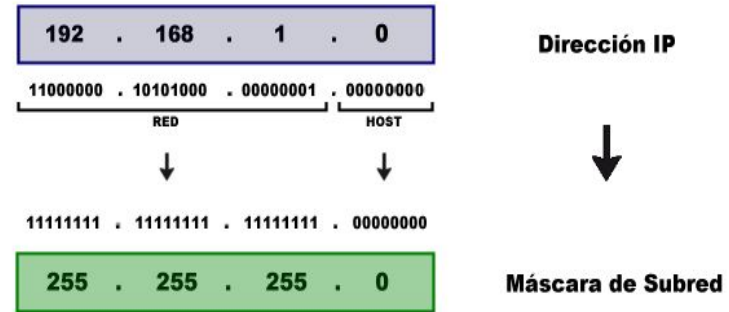 192 . 168 . 1 . 0
Dirección IP
11000000 . 10101000 . 00000001 . 00000000
RED HOST
11111111 . 11111111 . 11111111 . 00000000
255 . 255 . 255 . 0
Máscara de Subred